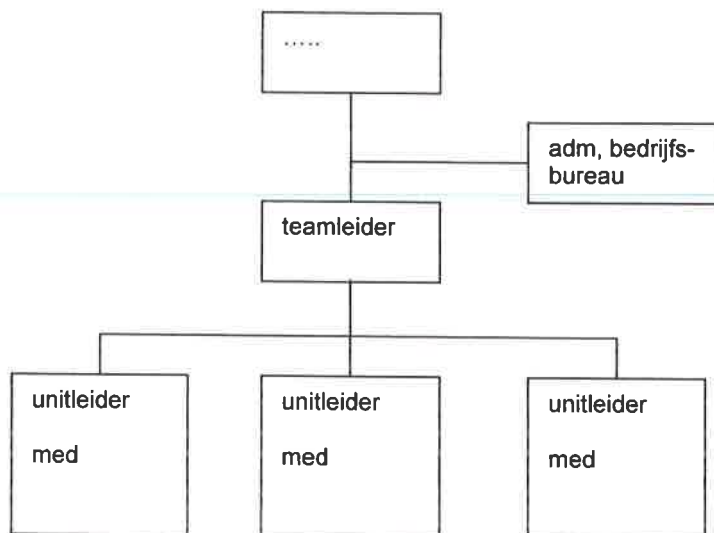 .....
adm, bedrijfs-
bureau
teamleider
unitleider
med
unitleider
med
unitleider
med